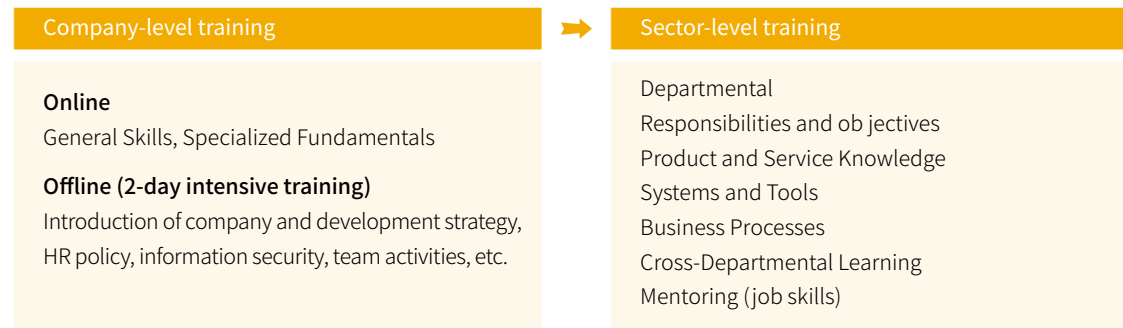 Company-level training
Online
General Skills, Specialized Fundamentals
Offline (2-day intensive training)
Introduction of company and development strategy,
HR policy, information security, team activities, etc.
Sector-level training
Departmental
Responsibilities and ob jectives
Product and Service Knowledge
Systems and Tools
Business Processes
Cross-Departmental Learning
Mentoring (job skills)